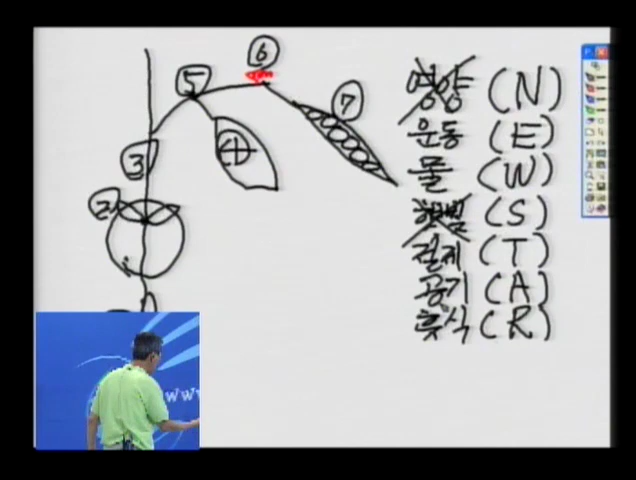 ⑥
⑤
⑦
③
④
②
영양 (N)
운동 (E)
물 (W)
햇빛 (S)
절제 (T)
공기 (A)
휴식 (R)
www